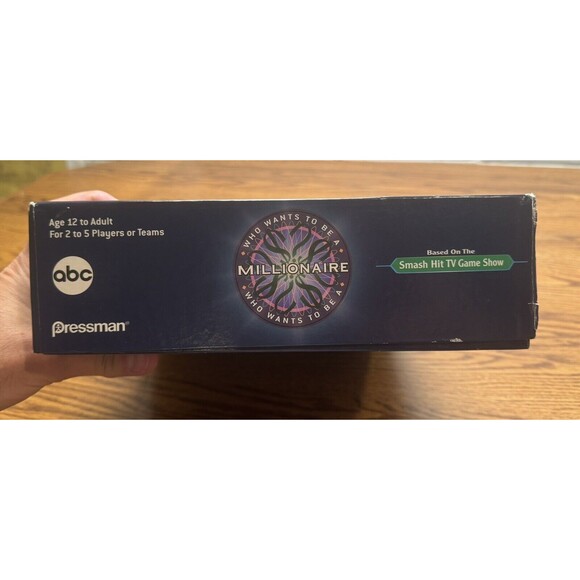 Age 12 to Adult
For 2 to 5 Players or Teams
abc
Pressman®
WHO WANTS TO BE A
MILLIONAIRE
WHO WANTS TO BE A
Based On The
Smash Hit TV Game Show